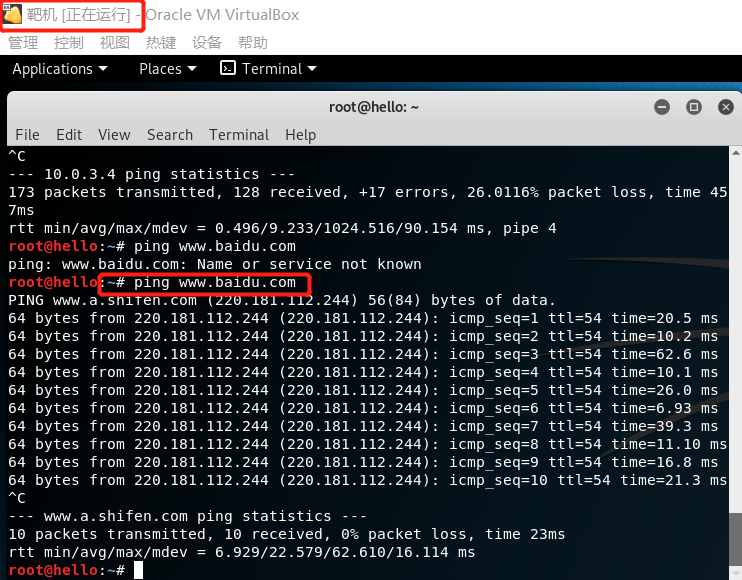 靶机 [正在运行] - Oracle VM VirtualBox
管理 控制 视图 热键 设备 帮助
Applications Places Terminal
root@hello: ~
File Edit View Search Terminal Help
^C
--- 10.0.3.4 ping statistics ---
173 packets transmitted, 128 received, +17 errors, 26.0116% packet loss, time 45
7ms
rtt min/avg/max/mdev = 0.496/9.233/1024.516/90.154 ms, pipe 4
root@hello:~# ping www.baidu.com
ping: www.baidu.com: Name or service not known
root@hello:~# ping www.baidu.com
PING www.a.shifen.com (220.181.112.244) 56(84) bytes of data.
64 bytes from 220.181.112.244 (220.181.112.244): icmp_seq=1 ttl=54 time=20.5 ms
64 bytes from 220.181.112.244 (220.181.112.244): icmp_seq=2 ttl=54 time=10.2 ms
64 bytes from 220.181.112.244 (220.181.112.244): icmp_seq=3 ttl=54 time=62.6 ms
64 bytes from 220.181.112.244 (220.181.112.244): icmp_seq=4 ttl=54 time=10.1 ms
64 bytes from 220.181.112.244 (220.181.112.244): icmp_seq=5 ttl=54 time=26.0 ms
64 bytes from 220.181.112.244 (220.181.112.244): icmp_seq=6 ttl=54 time=6.93 ms
64 bytes from 220.181.112.244 (220.181.112.244): icmp_seq=7 ttl=54 time=39.3 ms
64 bytes from 220.181.112.244 (220.181.112.244): icmp_seq=8 ttl=54 time=11.10 ms
64 bytes from 220.181.112.244 (220.181.112.244): icmp_seq=9 ttl=54 time=16.8 ms
64 bytes from 220.181.112.244 (220.181.112.244): icmp_seq=10 ttl=54 time=21.3 ms
^C
--- www.a.shifen.com ping statistics ---
10 packets transmitted, 10 received, 0% packet loss, time 23ms
rtt min/avg/max/mdev = 6.929/22.579/62.610/16.114 ms
root@hello:~#